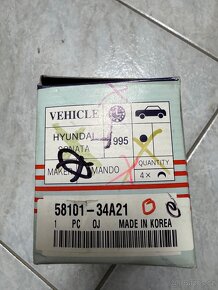 VEHICLE
HYUNDAI 1995
SONATA
QUANTITY
MAKER MANDO 4×
58101-34A21
1 PC OJ MADE IN KOREA